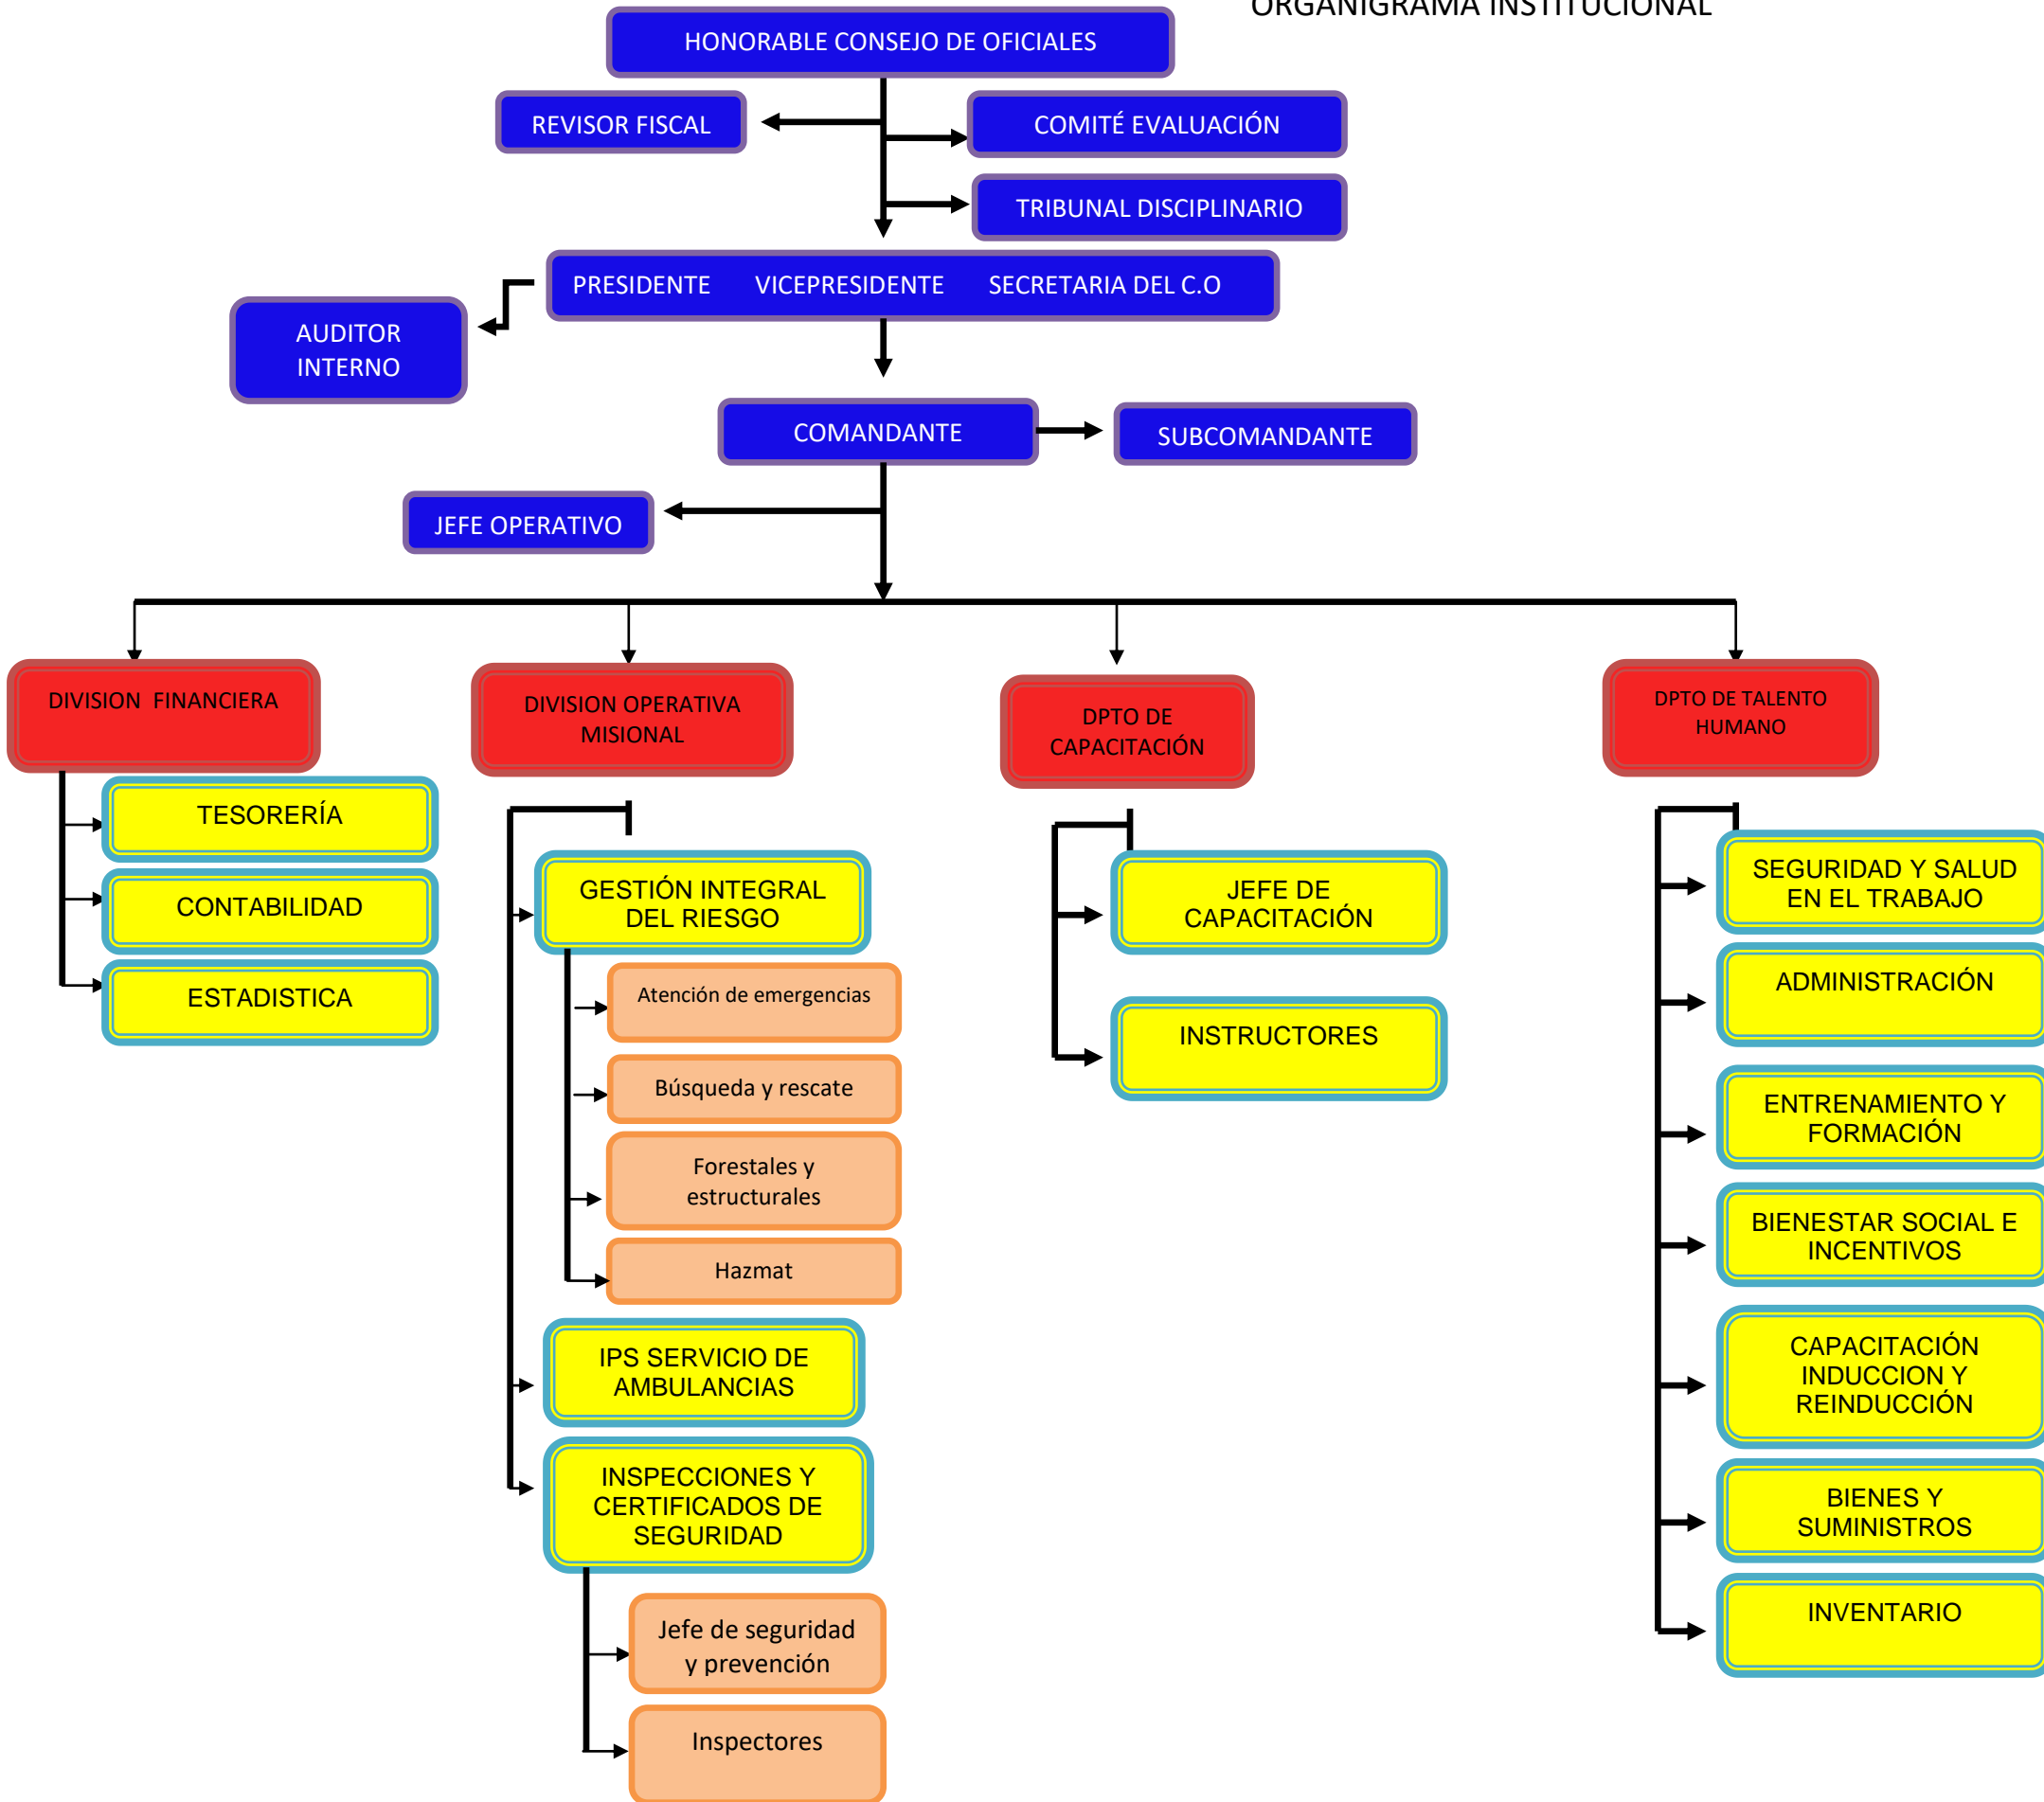 ORGANIGRAMA INSTITUCIONAL
HONORABLE CONSEJO DE OFICIALES
REVISOR FISCAL
COMITÉ EVALUACIÓN
TRIBUNAL DISCIPLINARIO
PRESIDENTE VICEPRESIDENTE SECRETARIA DEL C.O
AUDITOR
INTERNO
COMANDANTE
SUBCOMANDANTE
JEFE OPERATIVO
DIVISION FINANCIERA
TESORERÍA
CONTABILIDAD
ESTADISTICA
DIVISION OPERATIVA
MISIONAL
GESTIÓN INTEGRAL
DEL RIESGO
Atención de emergencias
Búsqueda y rescate
Forestales y
estructurales
Hazmat
IPS SERVICIO DE
AMBULANCIAS
INSPECCIONES Y
CERTIFICADOS DE
SEGURIDAD
Jefe de seguridad
y prevención
Inspectores
DPTO DE
CAPACITACIÓN
JEFE DE
CAPACITACIÓN
INSTRUCTORES
DPTO DE TALENTO
HUMANO
SEGURIDAD Y SALUD
EN EL TRABAJO
ADMINISTRACIÓN
ENTRENAMIENTO Y
FORMACIÓN
BIENESTAR SOCIAL E
INCENTIVOS
CAPACITACIÓN
INDUCCION Y
REINDUCCIÓN
BIENES Y
SUMINISTROS
INVENTARIO